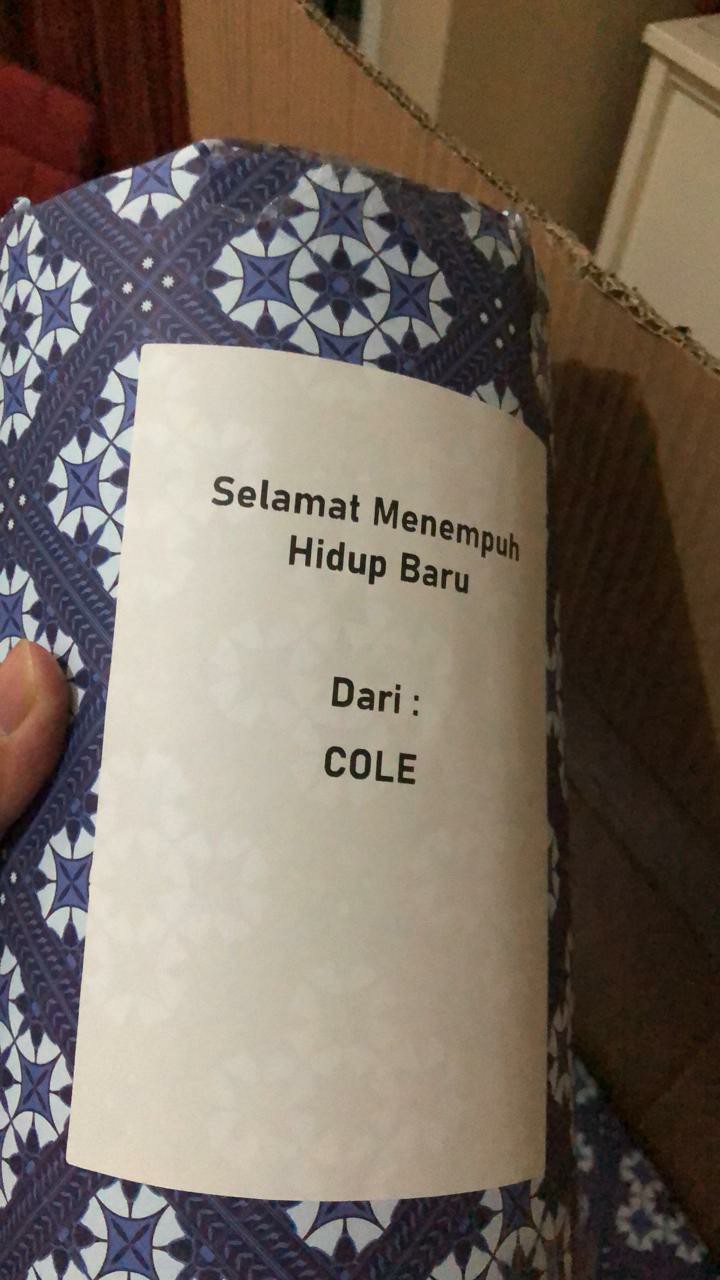 Selamat Menempuh
Hidup Baru
Dari :
COLE